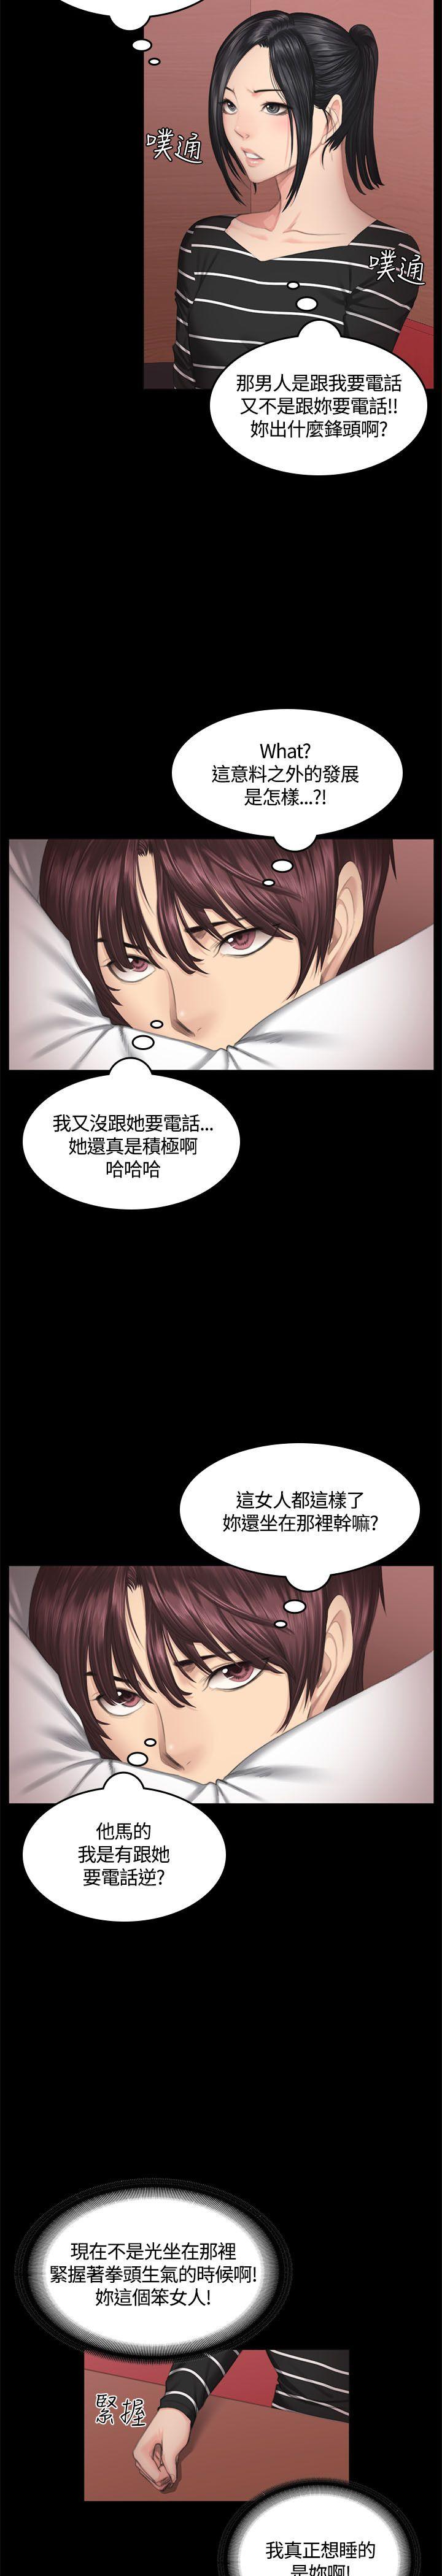 噗通
噗通
那男人是跟我要電話
又不是跟妳要電話!!
妳出什麼鋒頭啊?
What?
這意料之外的發展
是怎樣...?!
我又沒跟她要電話...
她還真是積極啊
哈哈哈
這女人都這樣了
妳還坐在那裡幹嘛?
他馬的
我是有跟她
要電話逆?
現在不是光坐在那裡
緊握著拳頭生氣的時候啊!
妳這個笨女人!
緊握
我真正想睡的
是妳啊!